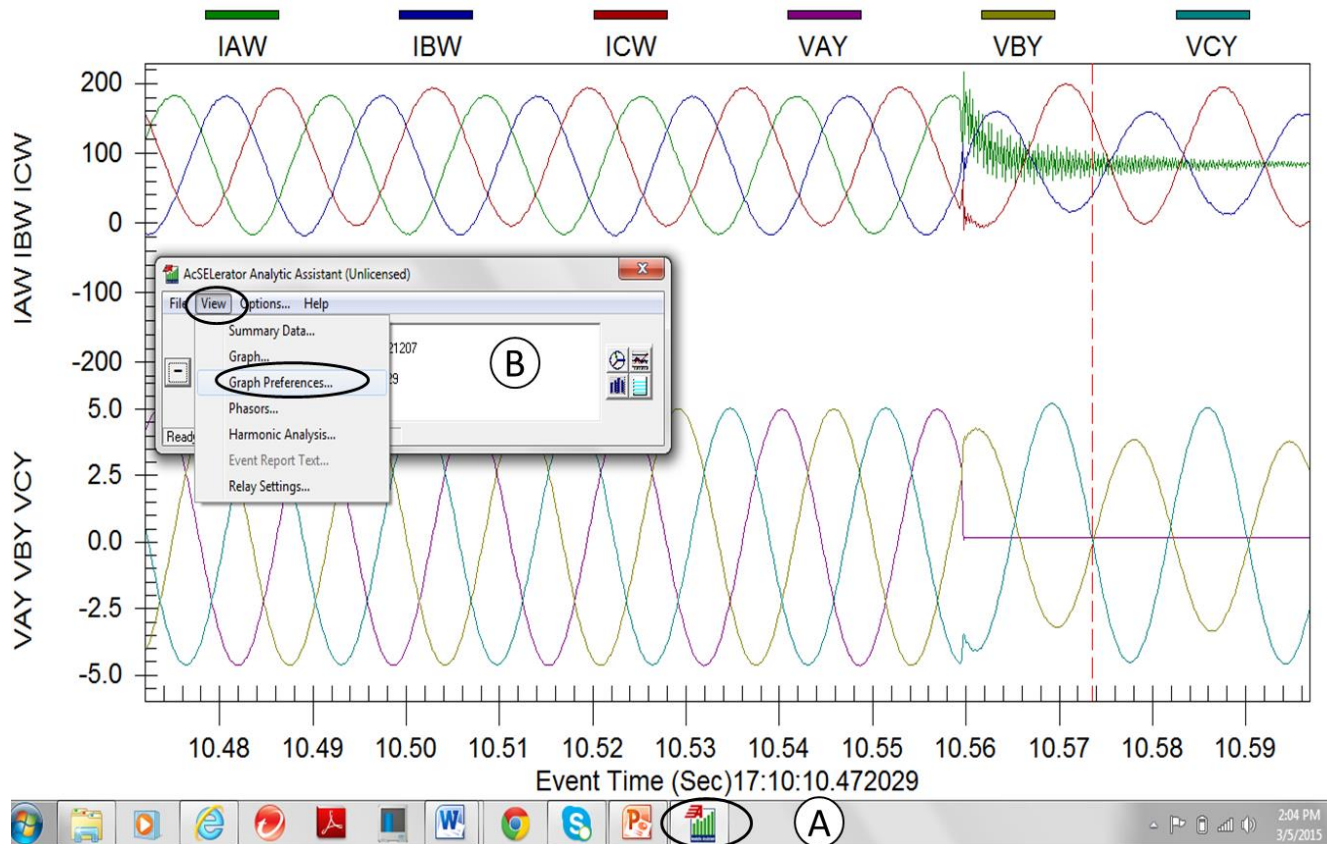 IAW IBW ICW VAY VBY VCY
IAW IBW ICW
200
100
0
-100
-200
AcSELerator Analytic Assistant (Unlicensed)
File View Options... Help
Summary Data...
Graph...
Graph Preferences...
Phasors...
Harmonic Analysis...
Event Report Text...
Relay Settings...
21207
29
B
VAY VBY VCY
5.0
2.5
0.0
-2.5
-5.0
10.48 10.49 10.50 10.51 10.52 10.53 10.54 10.55 10.56 10.57 10.58 10.59
Event Time (Sec)17:10:10.472029
A
2:04 PM
3/5/2015